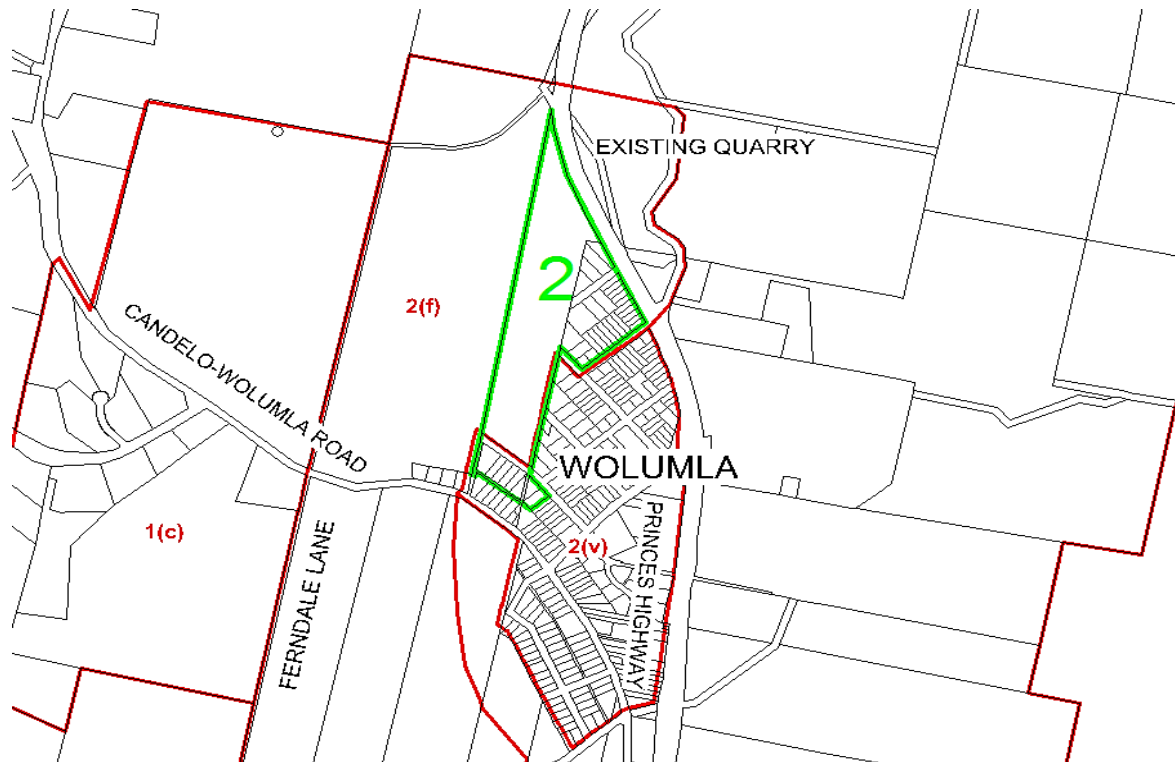 EXISTING QUARRY
2
2(f)
CANDELO-WOLUMLA ROAD
WOLUMLA
1(c)
2(v)
FERNDALE LANE
PRINCES HIGHWAY